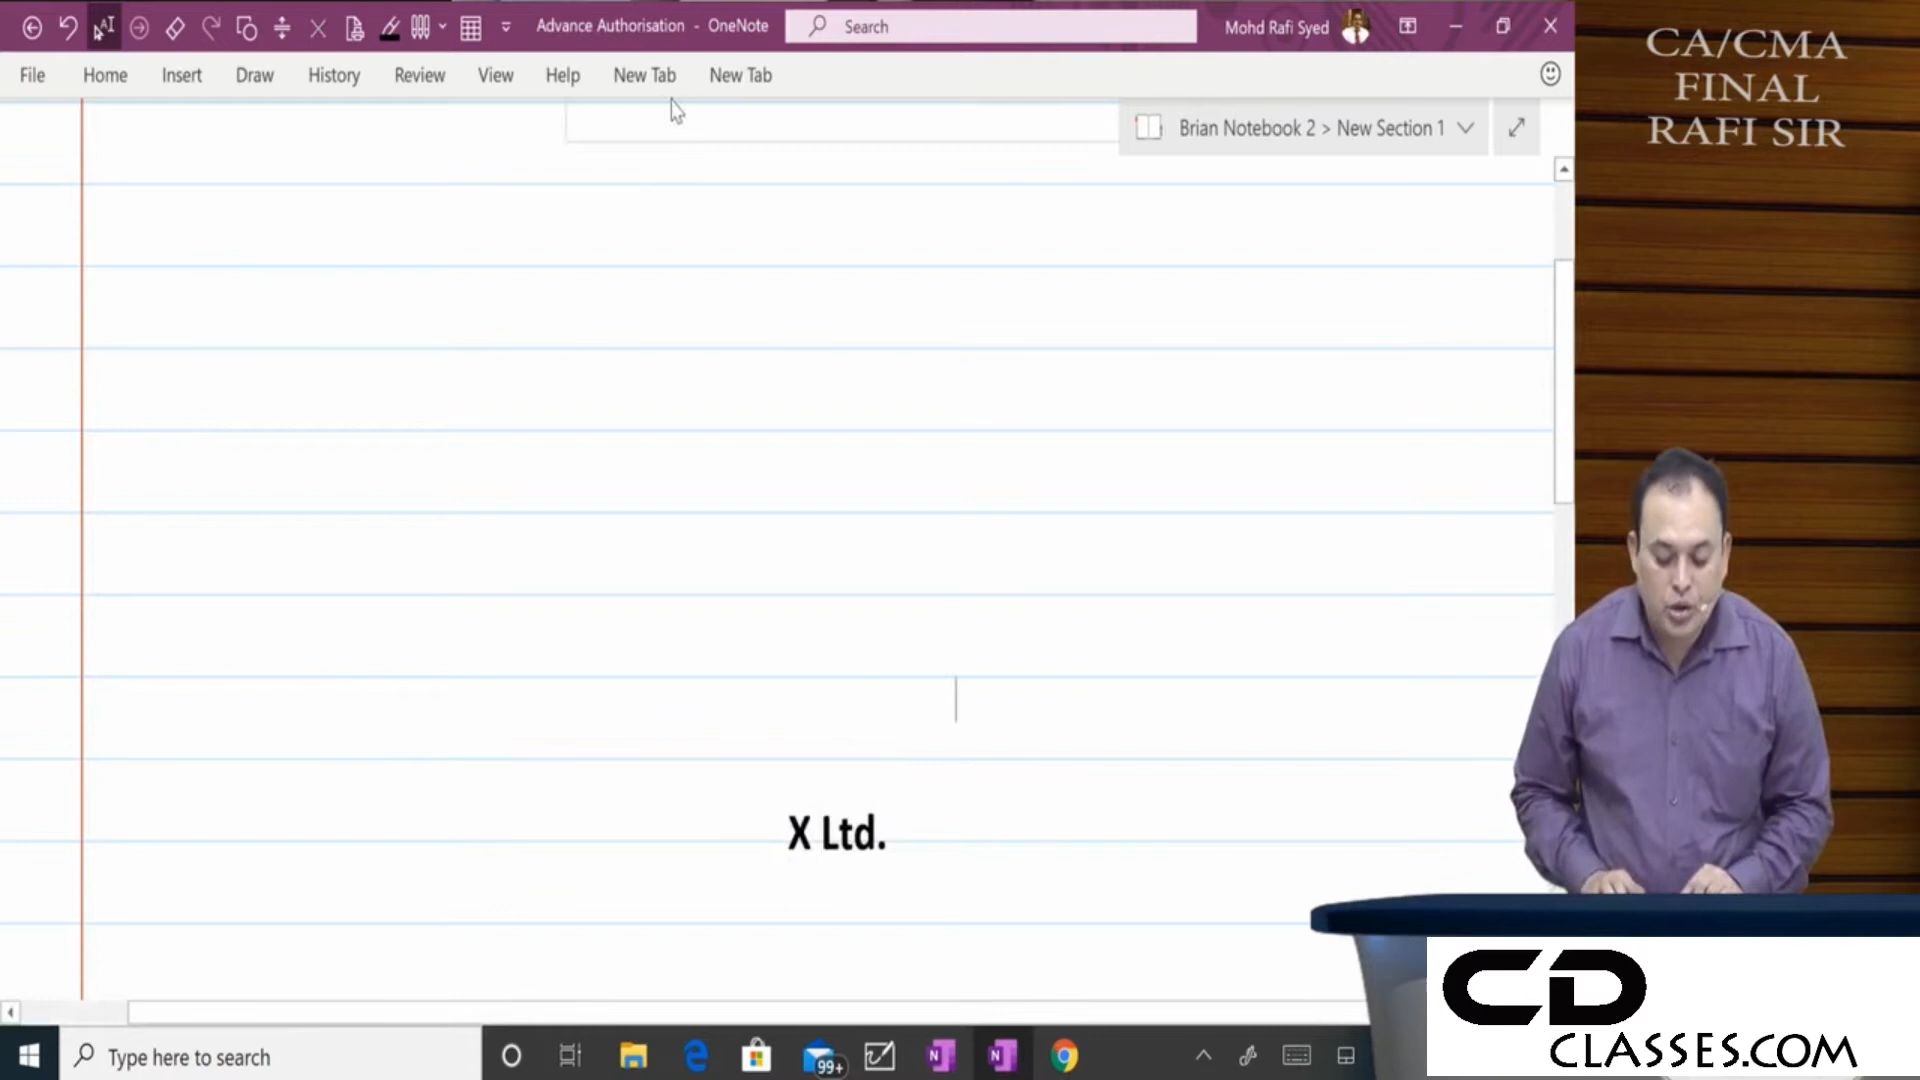 Advance Authorisation - OneNote
Search
Mohd Rafi Syed
File
Home
Insert
Draw
History
Review
View
Help
New Tab
New Tab
Brian Notebook 2 > New Section 1
CA/CMA
FINAL
RAFI SIR
X Ltd.
Type here to search
99+
CD
CLASSES.COM